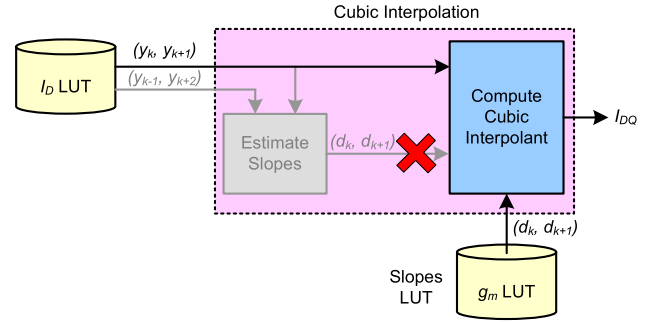 Cubic Interpolation
(yk, yk+1)
(yk-1, yk+2)
ID LUT
Estimate
Slopes
(dk, dk+1)
Compute
Cubic
Interpolant
IDQ
(dk, dk+1)
Slopes
LUT
gm LUT